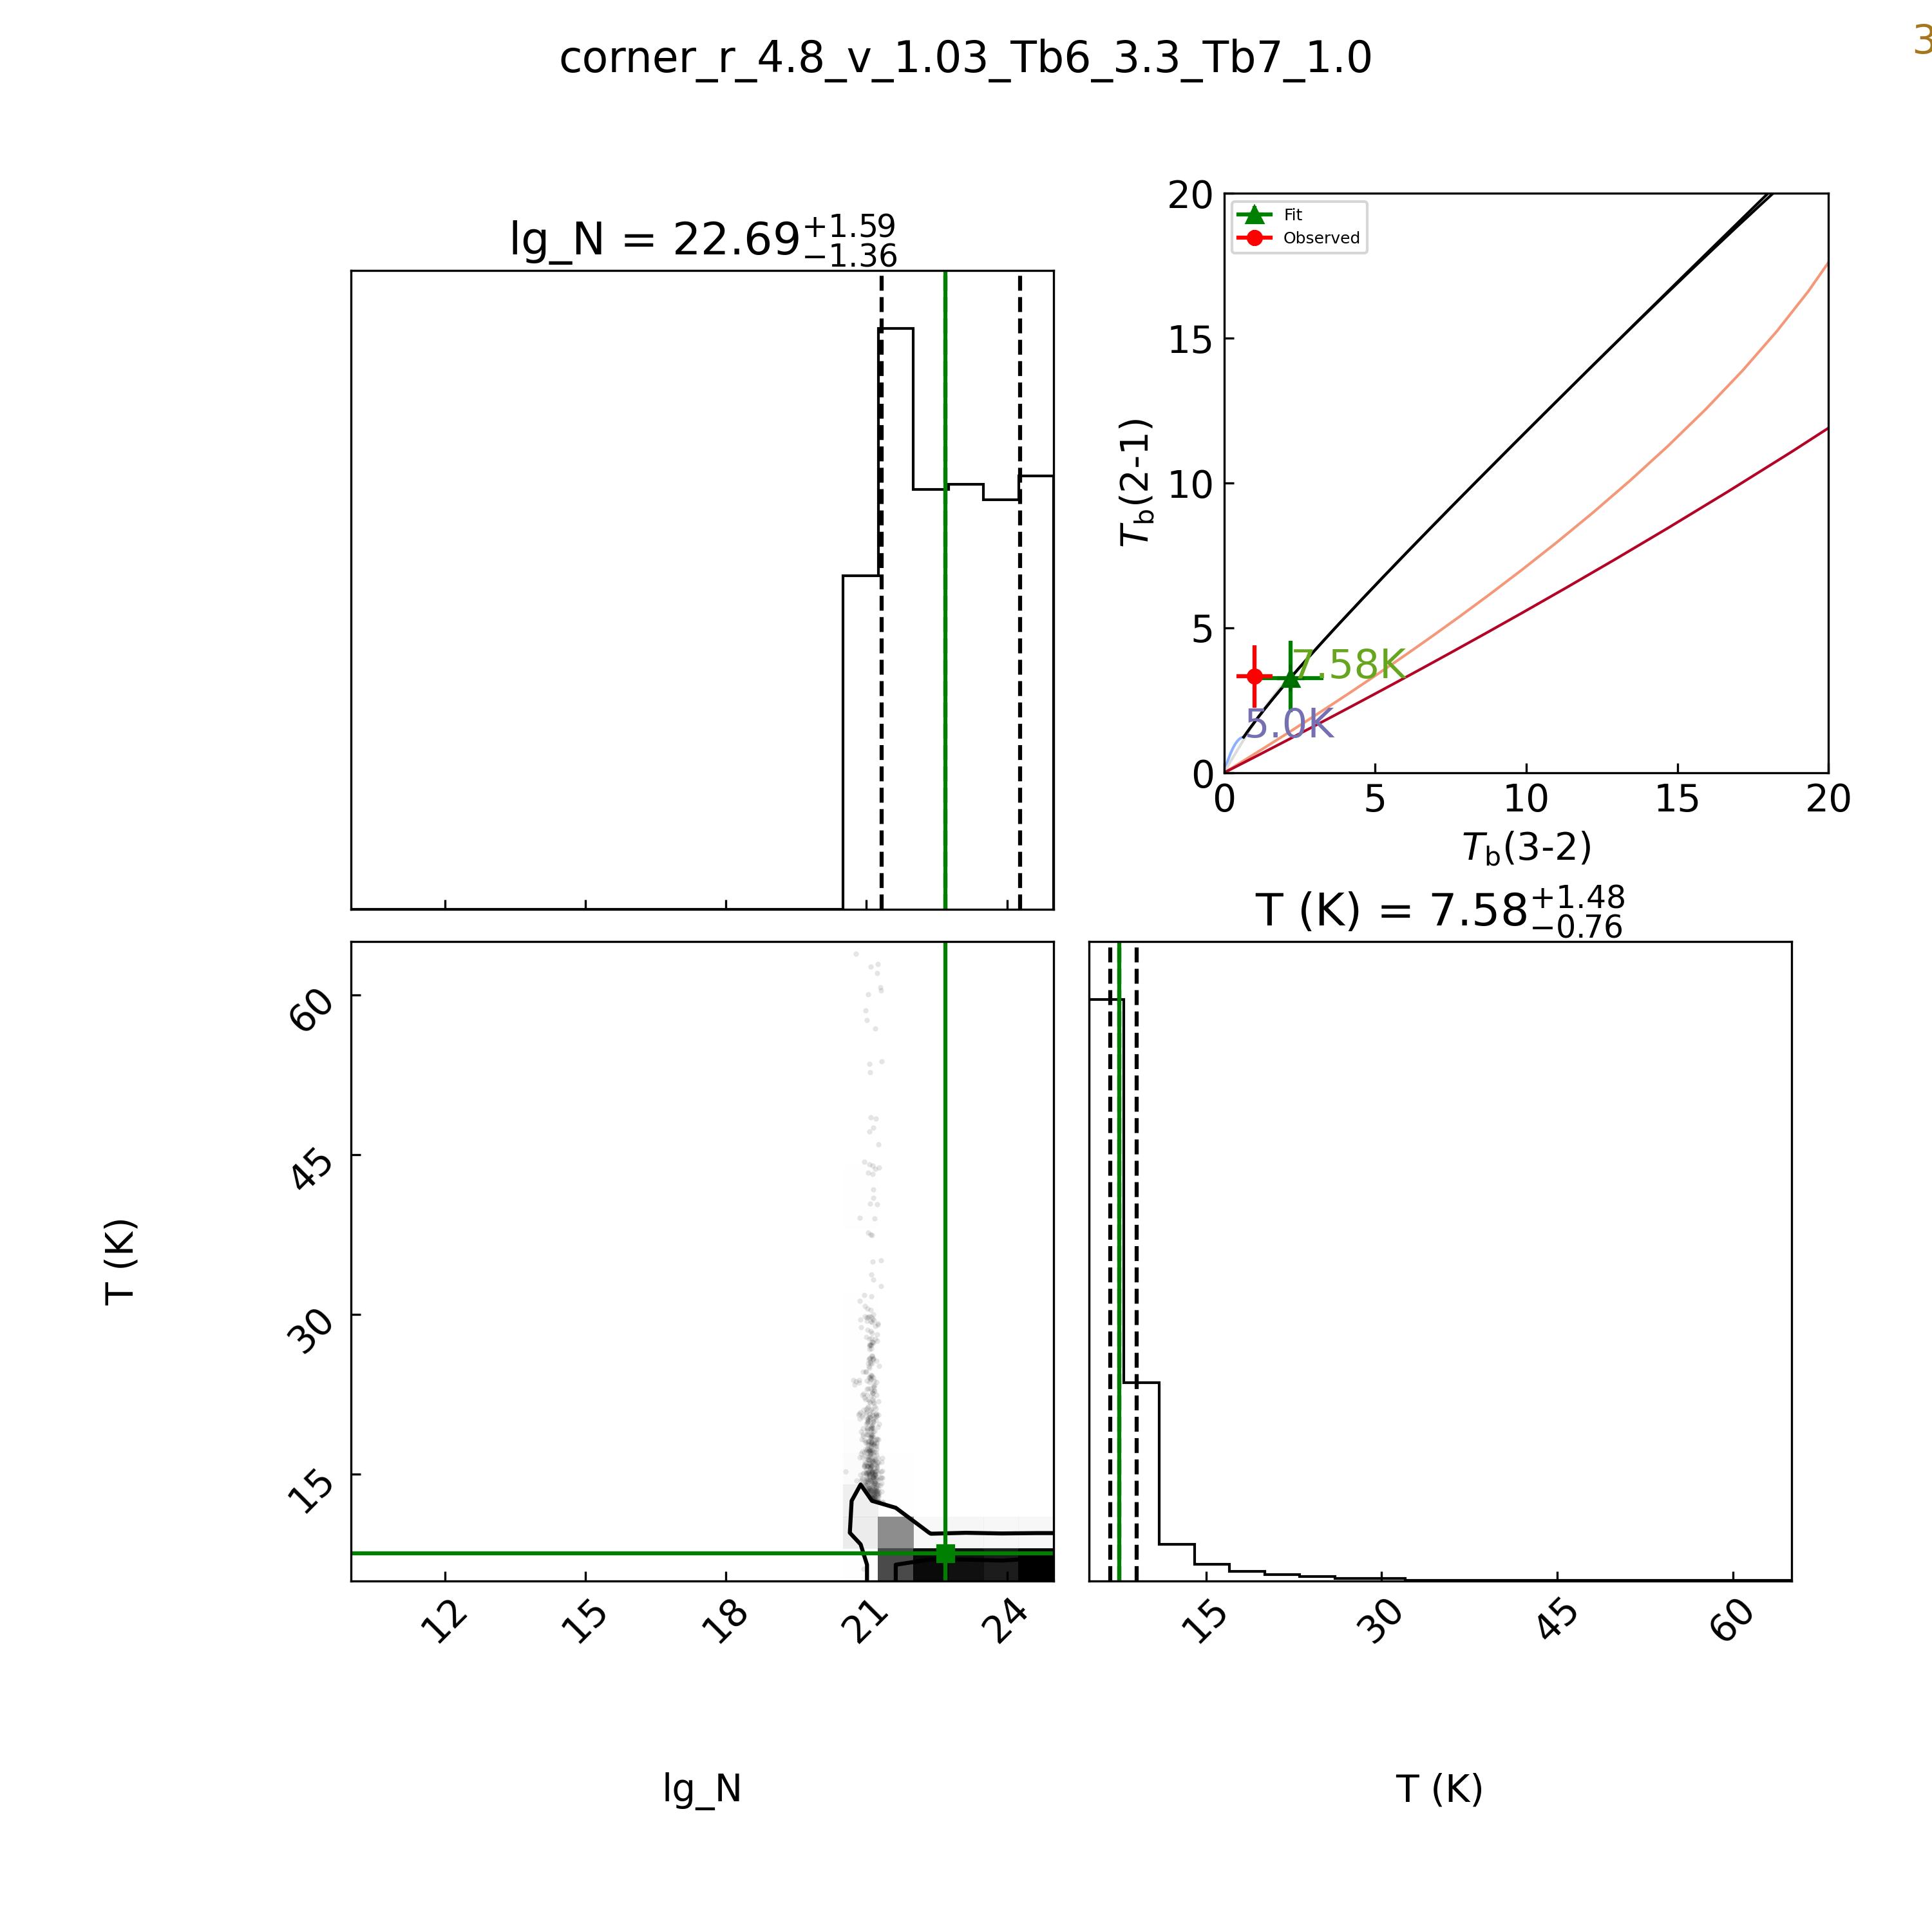 corner_r_4.8_v_1.03_Tb6_3.3_Tb7_1.0
3
lg_N = 22.69+1.59 −1.36
20
15
10
5
0
Tb(2-1)
Fit
Observed
7.58K
5.0K
0 5 10 15 20
Tb(3-2)
T (K) = 7.58+1.48 −0.76
60
45
30
15
T (K)
12 15 18 21 24
15 30 45 60
lg_N
T (K)